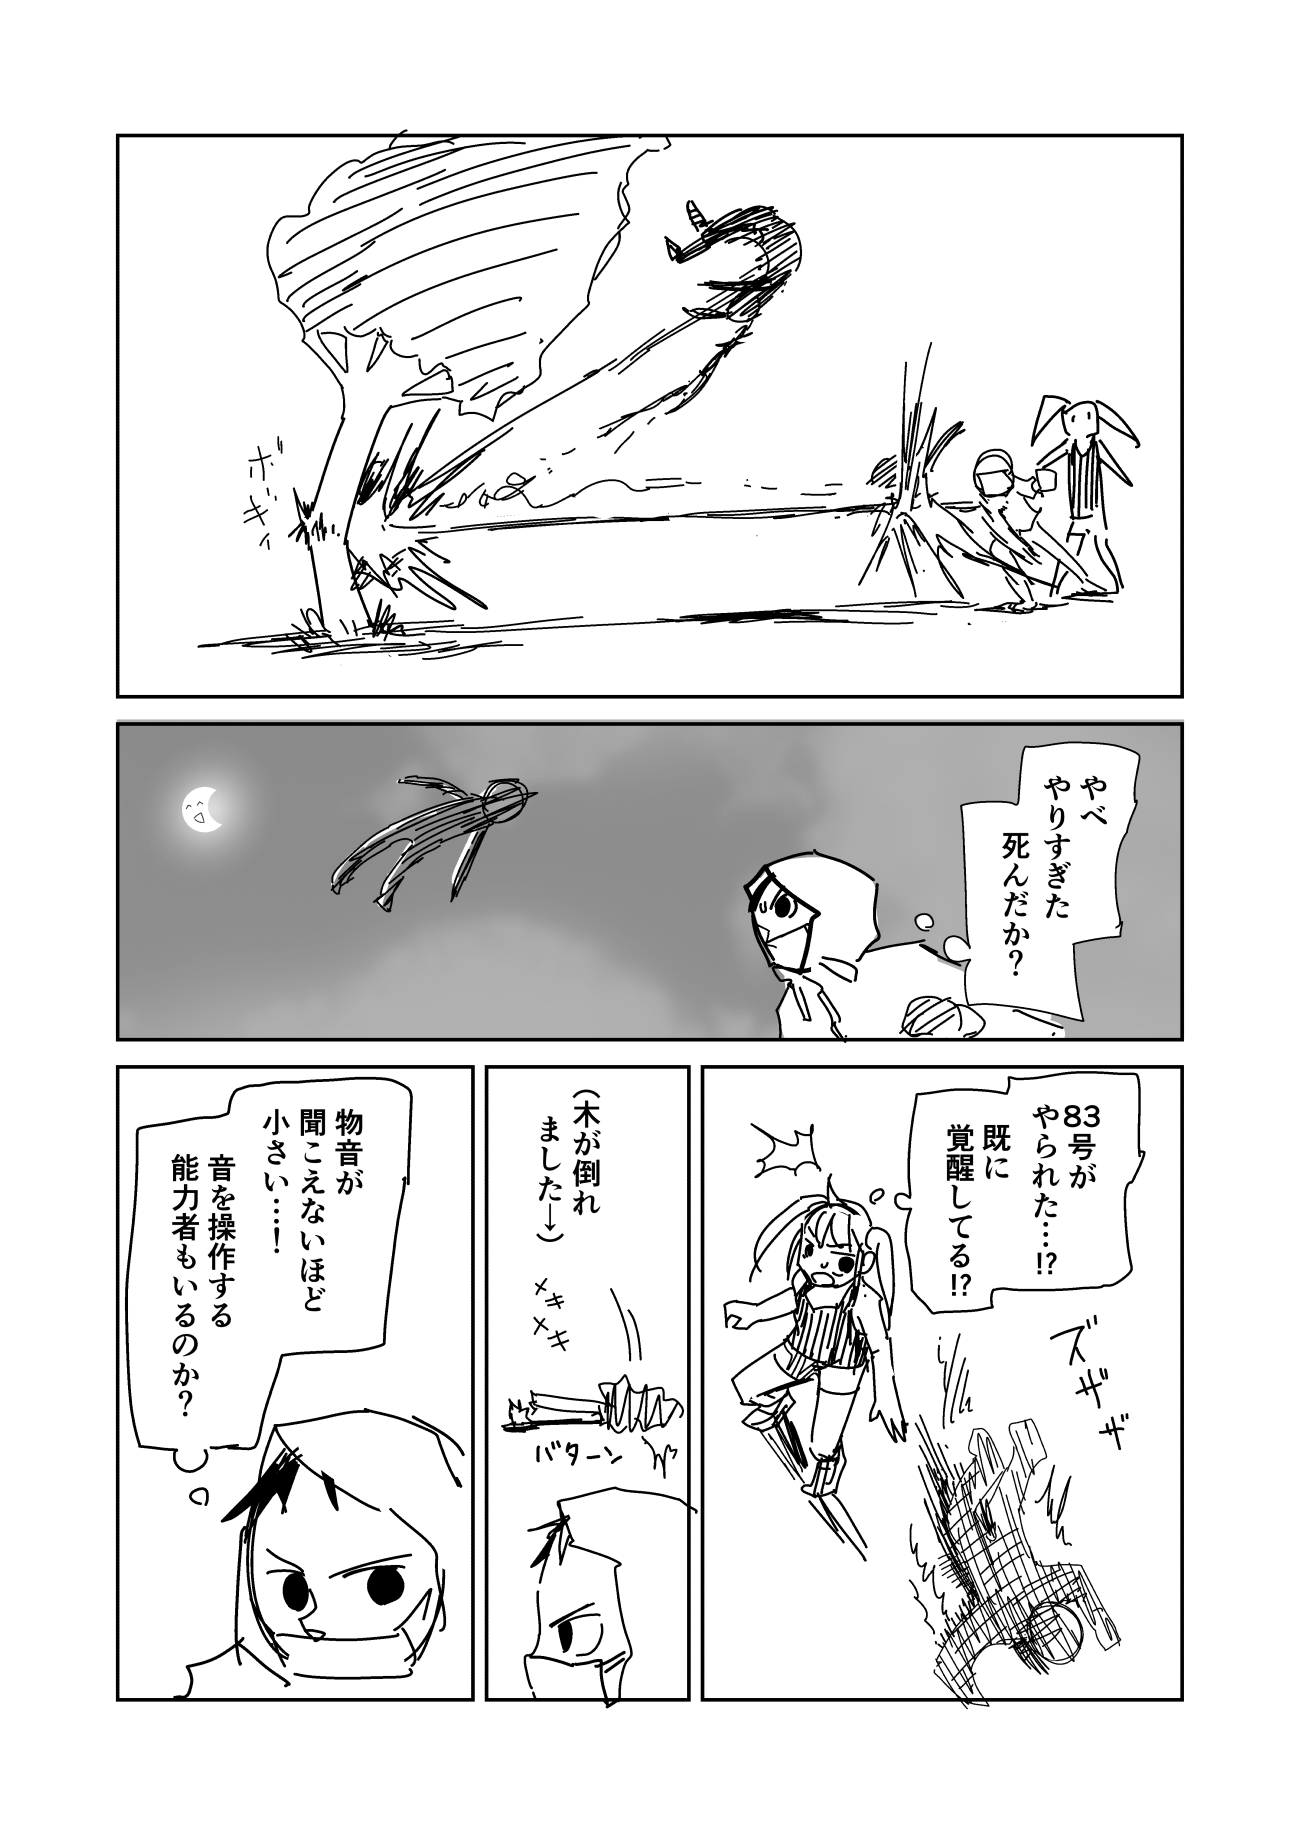 ボ
ギ
やべ
やりすぎた
死んだか？
83号が
やられた…⁉
既に
覚醒してる⁉
ズザザ
（木が倒れ
ました→）
メキ
メキ
バターン
物音が
聞こえないほど
小さい…！
音を操作する
能力者もいるのか？